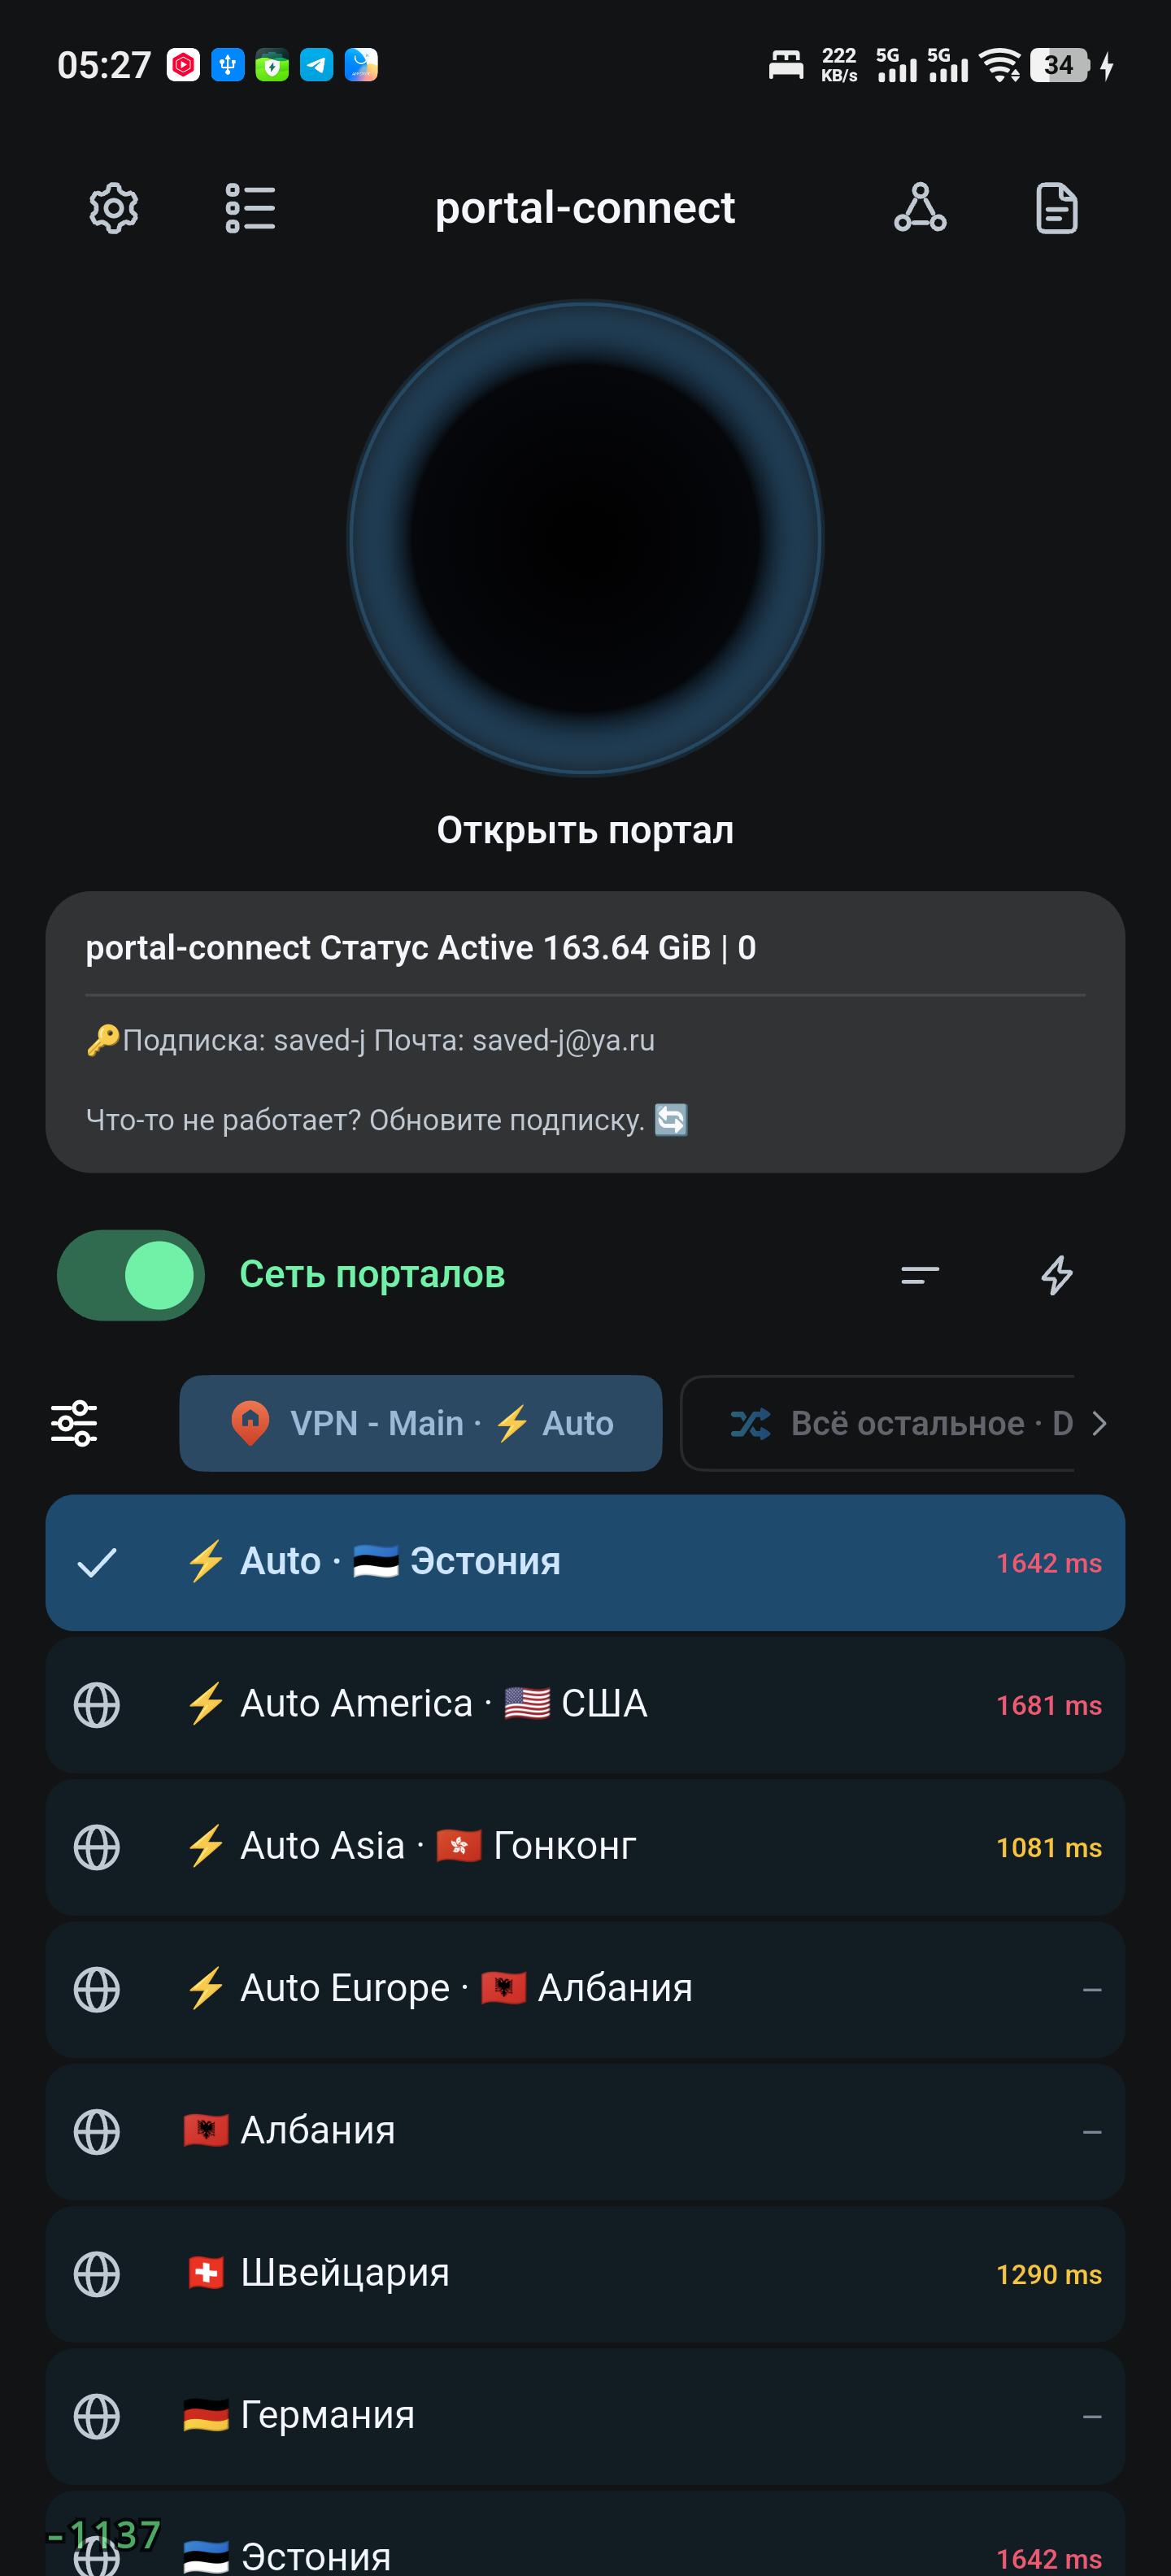 05:27
222 KB/s 5G 5G 34
portal-connect
Открыть портал
portal-connect Статус Active 163.64 GiB | 0
🔑Подписка: saved-j Почта: saved-j@ya.ru
Что-то не работает? Обновите подписку. 🔄
Сеть порталов
VPN - Main · ⚡ Auto
Всё остальное · D
⚡ Auto · 🇪🇪 Эстония 1642 ms
⚡ Auto America · 🇺🇸 США 1681 ms
⚡ Auto Asia · 🇭🇰 Гонконг 1081 ms
⚡ Auto Europe · 🇦🇱 Албания –
🇦🇱 Албания –
🇨🇭 Швейцария 1290 ms
🇩🇪 Германия –
-1137
🇪🇪 Эстония 1642 ms